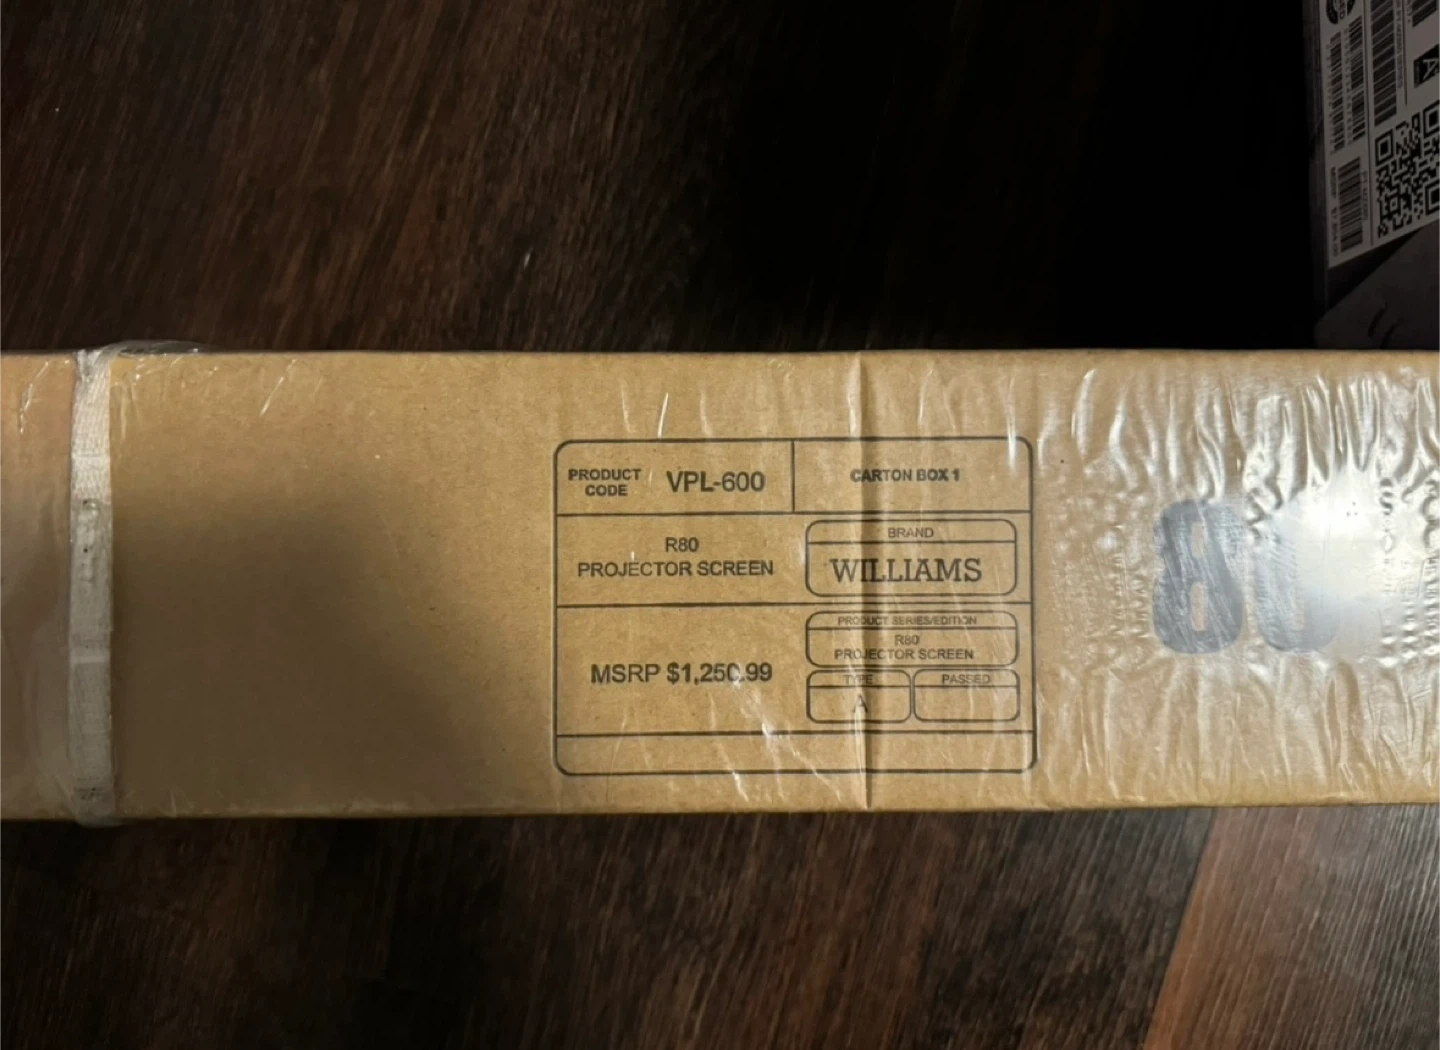 PRODUCT
CODE
VPL-600
CARTON BOX 1
R80
PROJECTOR SCREEN
BRAND
WILLIAMS
PRODUCT SERIES/EDITION
R80
PROJECTOR SCREEN
MSRP $1,250.99
TYPE
PASSED
A
80